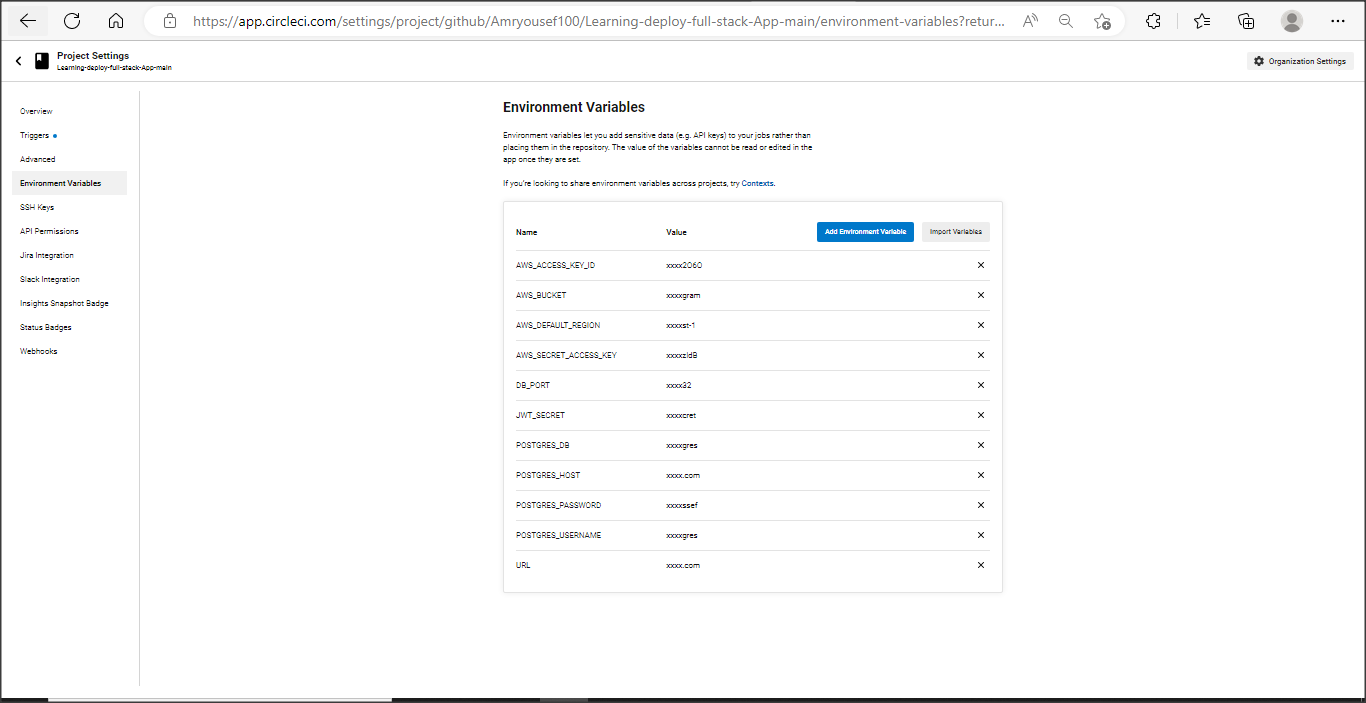 https://app.circleci.com/settings/project/github/Amryousef100/Learning-deploy-full-stack-App-main/environment-variables?retur...
Project Settings
Learning-deploy-full-stack-App-main
Organization Settings
Overview
Triggers
Advanced
Environment Variables
SSH Keys
API Permissions
Jira Integration
Slack Integration
Insights Snapshot Badge
Status Badges
Webhooks
Environment Variables
Environment variables let you add sensitive data (e.g. API keys) to your jobs rather than
placing them in the repository. The value of the variables cannot be read or edited in the
app once they are set.
If you're looking to share environment variables across projects, try Contexts.
Name Value Add Environment Variable Import Variables
AWS_ACCESS_KEY_ID xxxx2O6O
AWS_BUCKET xxxxgram
AWS_DEFAULT_REGION xxxxst-1
AWS_SECRET_ACCESS_KEY xxxxzIdB
DB_PORT xxxx32
JWT_SECRET xxxxcret
POSTGRES_DB xxxxgres
POSTGRES_HOST xxxx.com
POSTGRES_PASSWORD xxxxssef
POSTGRES_USERNAME xxxxgres
URL xxxx.com